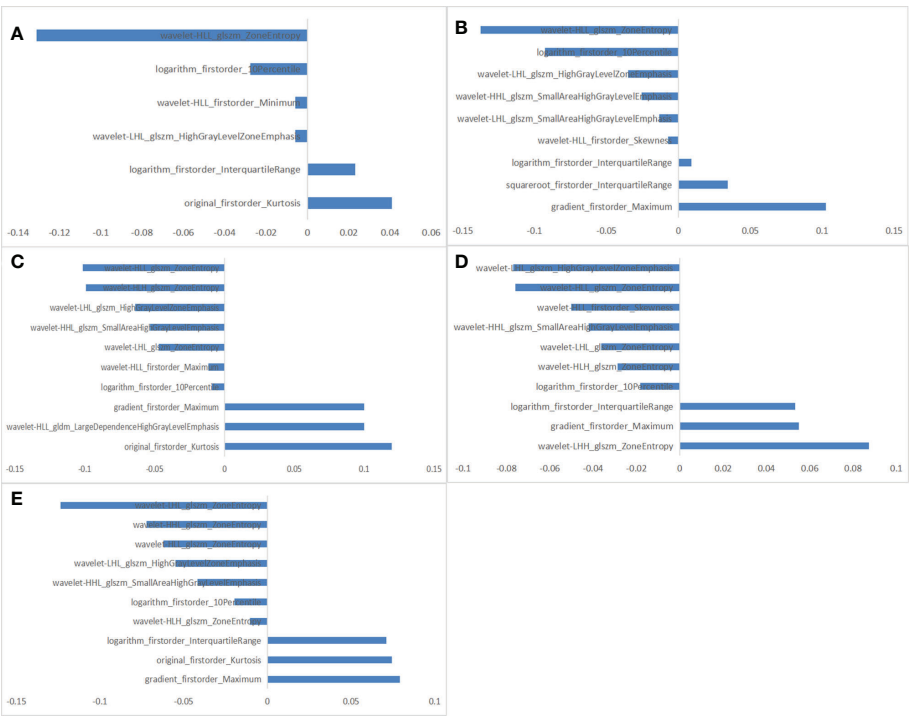 A
wavelet-HLL_glszm_ZoneEntropy
logarithm_firstorder_10Percentile
wavelet-HLL_firstorder_Minimum
wavelet-LHL_glszm_HighGrayLevelZoneEmphasis
logarithm_firstorder_InterquartileRange
original_firstorder_Kurtosis
-0.14 -0.12 -0.1 -0.08 -0.06 -0.04 -0.02 0 0.02 0.04 0.06
B
wavelet-HLL_glszm_ZoneEntropy
logarithm_firstorder_10Percentile
wavelet-LHL_glszm_HighGrayLevelZoneEmphasis
wavelet-HHL_glszm_SmallAreaHighGrayLevelEmphasis
wavelet-LHL_glszm_SmallAreaHighGrayLevelEmphasis
wavelet-HLL_firstorder_Skewness
logarithm_firstorder_InterquartileRange
squareroot_firstorder_InterquartileRange
gradient_firstorder_Maximum
-0.15 -0.1 -0.05 0 0.05 0.1 0.15
C
wavelet-HLL_glszm_ZoneEntropy
wavelet-HLH_glszm_ZoneEntropy
wavelet-LHL_glszm_HighGrayLevelZoneEmphasis
wavelet-HHL_glszm_SmallAreaHighGrayLevelEmphasis
wavelet-LHL_glszm_ZoneEntropy
wavelet-HLL_firstorder_Maximum
logarithm_firstorder_10Percentile
gradient_firstorder_Maximum
wavelet-HLL_gldm_LargeDependenceHighGrayLevelEmphasis
original_firstorder_Kurtosis
-0.15 -0.1 -0.05 0 0.05 0.1 0.15
D
wavelet-LHL_glszm_HighGrayLevelZoneEmphasis
wavelet-HLL_glszm_ZoneEntropy
wavelet-HLL_firstorder_Skewness
wavelet-HHL_glszm_SmallAreaHighGrayLevelEmphasis
wavelet-LHL_glszm_ZoneEntropy
wavelet-HLH_glszm_ZoneEntropy
logarithm_firstorder_10Percentile
logarithm_firstorder_InterquartileRange
gradient_firstorder_Maximum
wavelet-LHH_glszm_ZoneEntropy
-0.1 -0.08 -0.06 -0.04 -0.02 0 0.02 0.04 0.06 0.08 0.1
E
wavelet-LHL_glszm_ZoneEntropy
wavelet-HHL_glszm_ZoneEntropy
wavelet-HLL_glszm_ZoneEntropy
wavelet-LHL_glszm_HighGrayLevelZoneEmphasis
wavelet-HHL_glszm_SmallAreaHighGrayLevelEmphasis
logarithm_firstorder_10Percentile
wavelet-HLH_glszm_ZoneEntropy
logarithm_firstorder_InterquartileRange
original_firstorder_Kurtosis
gradient_firstorder_Maximum
-0.15 -0.1 -0.05 0 0.05 0.1